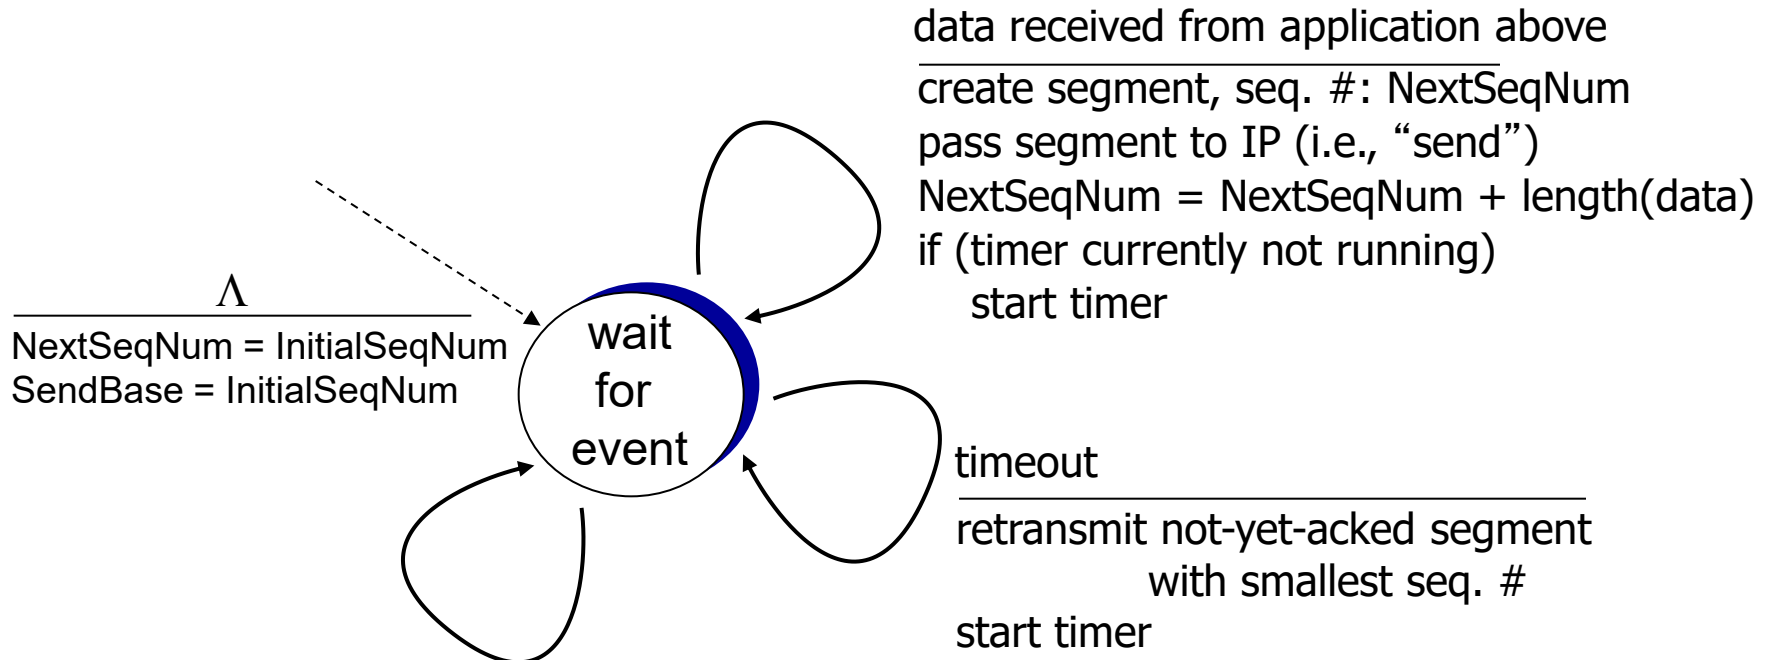 data received from application above
create segment, seq. #: NextSeqNum
pass segment to IP (i.e., “send”)
NextSeqNum = NextSeqNum + length(data)
if (timer currently not running)
start timer
Λ
NextSeqNum = InitialSeqNum
SendBase = InitialSeqNum
wait
for
event
timeout
retransmit not-yet-acked segment
with smallest seq. #
start timer